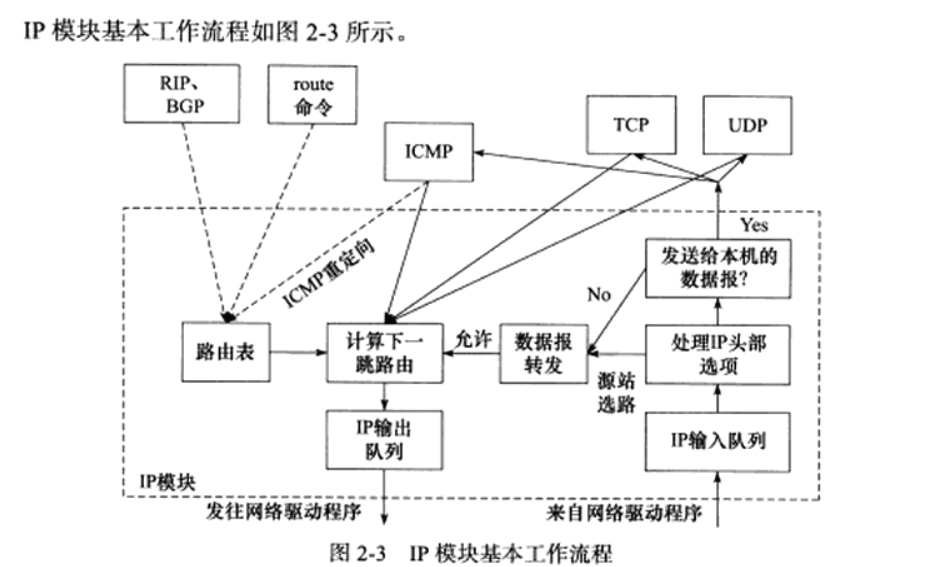 IP 模块基本工作流程如图 2-3 所示。
RIP、
BGP
route
命令
ICMP
TCP
UDP
Yes
ICMP重定向
发送给本机的
数据报？
No
路由表
计算下一
跳路由
允许
数据报
转发
处理IP头部
选项
源站
选路
IP输出
队列
IP输入队列
IP模块
发往网络驱动程序
来自网络驱动程序
图 2-3 IP 模块基本工作流程